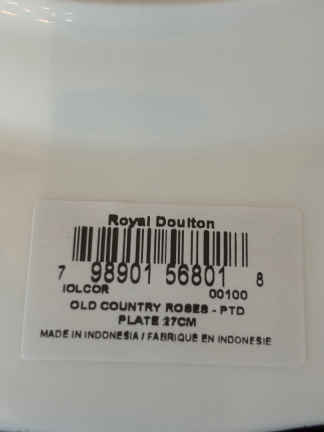 Royal Doulton
7 98901 56801 8
IOLCOR 00100
OLD COUNTRY ROSES - PTD
PLATE 27CM
MADE IN INDONESIA / FABRIQUÉ EN INDONESIE